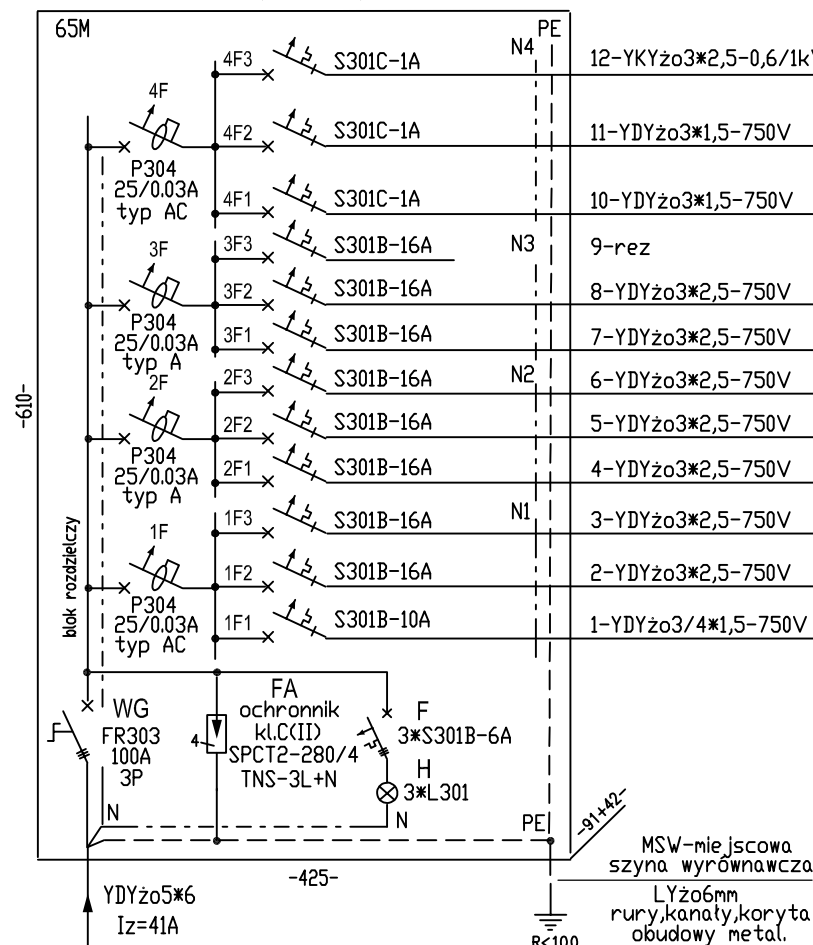 65M
PE
4F3
S301C-1A
N4
12-YKYżo3*2,5-0,6/1kV
4F
4F2
S301C-1A
11-YDYżo3*1,5-750V
P304
25/0.03A
typ AC
4F1
S301C-1A
10-YDYżo3*1,5-750V
3F3
S301B-16A
N3
9-rez
3F
3F2
S301B-16A
8-YDYżo3*2,5-750V
P304
25/0.03A
typ A
3F1
S301B-16A
7-YDYżo3*2,5-750V
2F3
S301B-16A
N2
6-YDYżo3*2,5-750V
2F
2F2
S301B-16A
5-YDYżo3*2,5-750V
P304
25/0.03A
typ A
2F1
S301B-16A
4-YDYżo3*2,5-750V
1F3
S301B-16A
N1
3-YDYżo3*2,5-750V
1F
1F2
S301B-16A
2-YDYżo3*2,5-750V
P304
25/0.03A
typ AC
1F1
S301B-10A
1-YDYżo3/4*1,5-750V
blok rozdzielczy
-610-
WG
FR303
100A
3P
4
FA
ochronnik
kl.C(II)
SPCT2-280/4
TNS-3L+N
F
3*S301B-6A
H
3*L301
N
N
PE
-91+42-
-425-
YDYżo5*6
Iz=41A
MSW-miejscowa
szyna wyrównawcza
LYżo6mm
rury,kanały,koryta
obudowy metal.